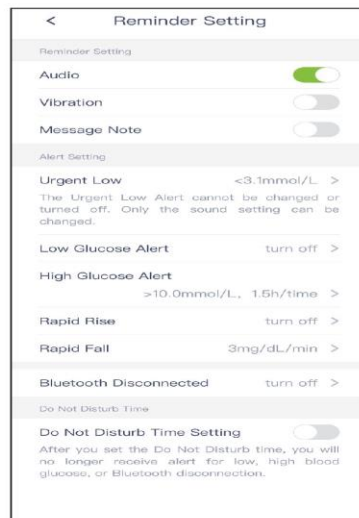 < Reminder Setting
Reminder Setting
Audio
Vibration
Message Note
Alert Setting
Urgent Low <3.1mmol/L >
The Urgent Low Alert cannot be changed or
turned off. Only the sound setting can be
changed.
Low Glucose Alert turn off >
High Glucose Alert
>10.0mmol/L, 1.5h/time >
Rapid Rise turn off >
Rapid Fall 3mg/dL/min >
Bluetooth Disconnected turn off >
Do Not Disturb Time
Do Not Disturb Time Setting
After you set the Do Not Disturb time, you will
no longer receive alert for low, high blood
glucose, or Bluetooth disconnection.